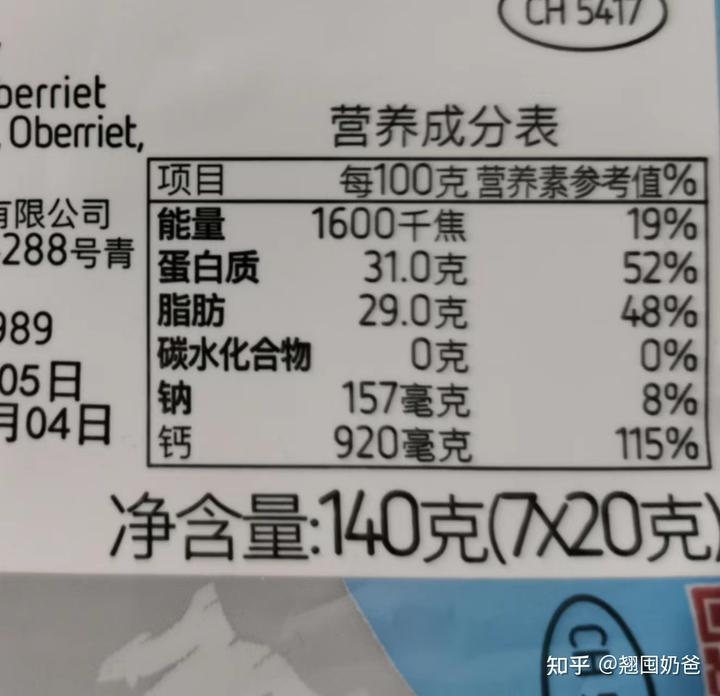 CH 5417
berriet
Oberriet,
营养成分表
项目 每100克 营养素参考值%
有限公司
能量 1600千焦 19%
288号青
蛋白质 31.0克 52%
脂肪 29.0克 48%
989
碳水化合物 0克 0%
05日
钠 157毫克 8%
月04日
钙 920毫克 115%
净含量:140克(7X20克)
CH
知乎 @翘囤奶爸